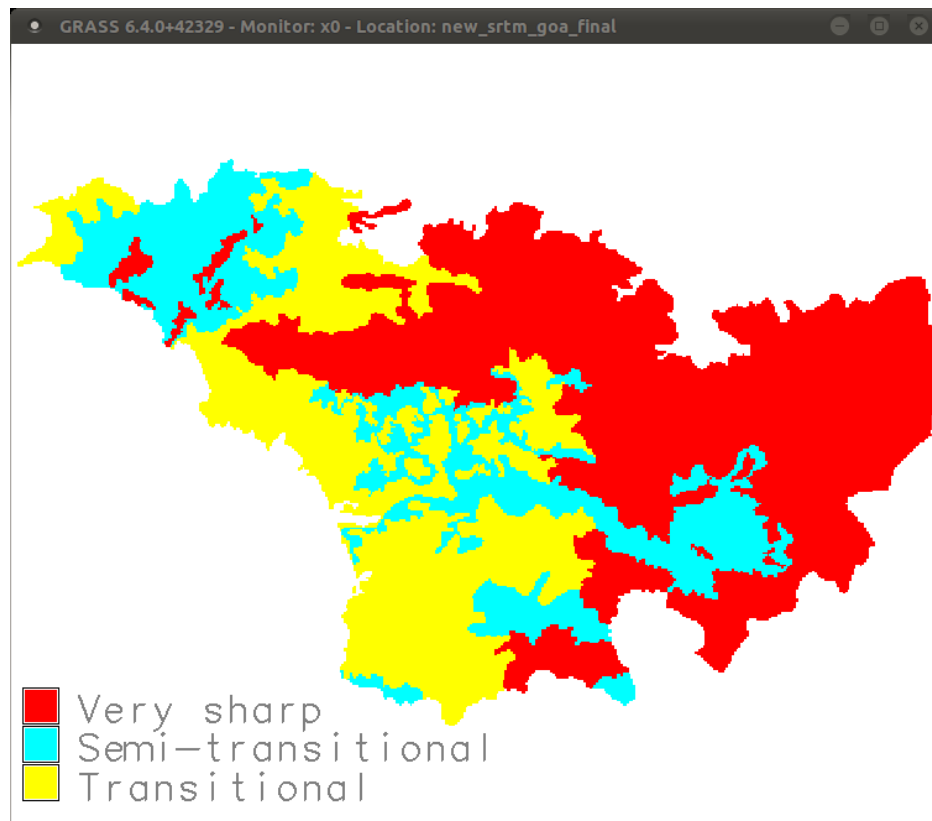 GRASS 6.4.0+42329 - Monitor: x0 - Location: new_srtm_goa_final
Very sharp
Semi-transitional
Transitional